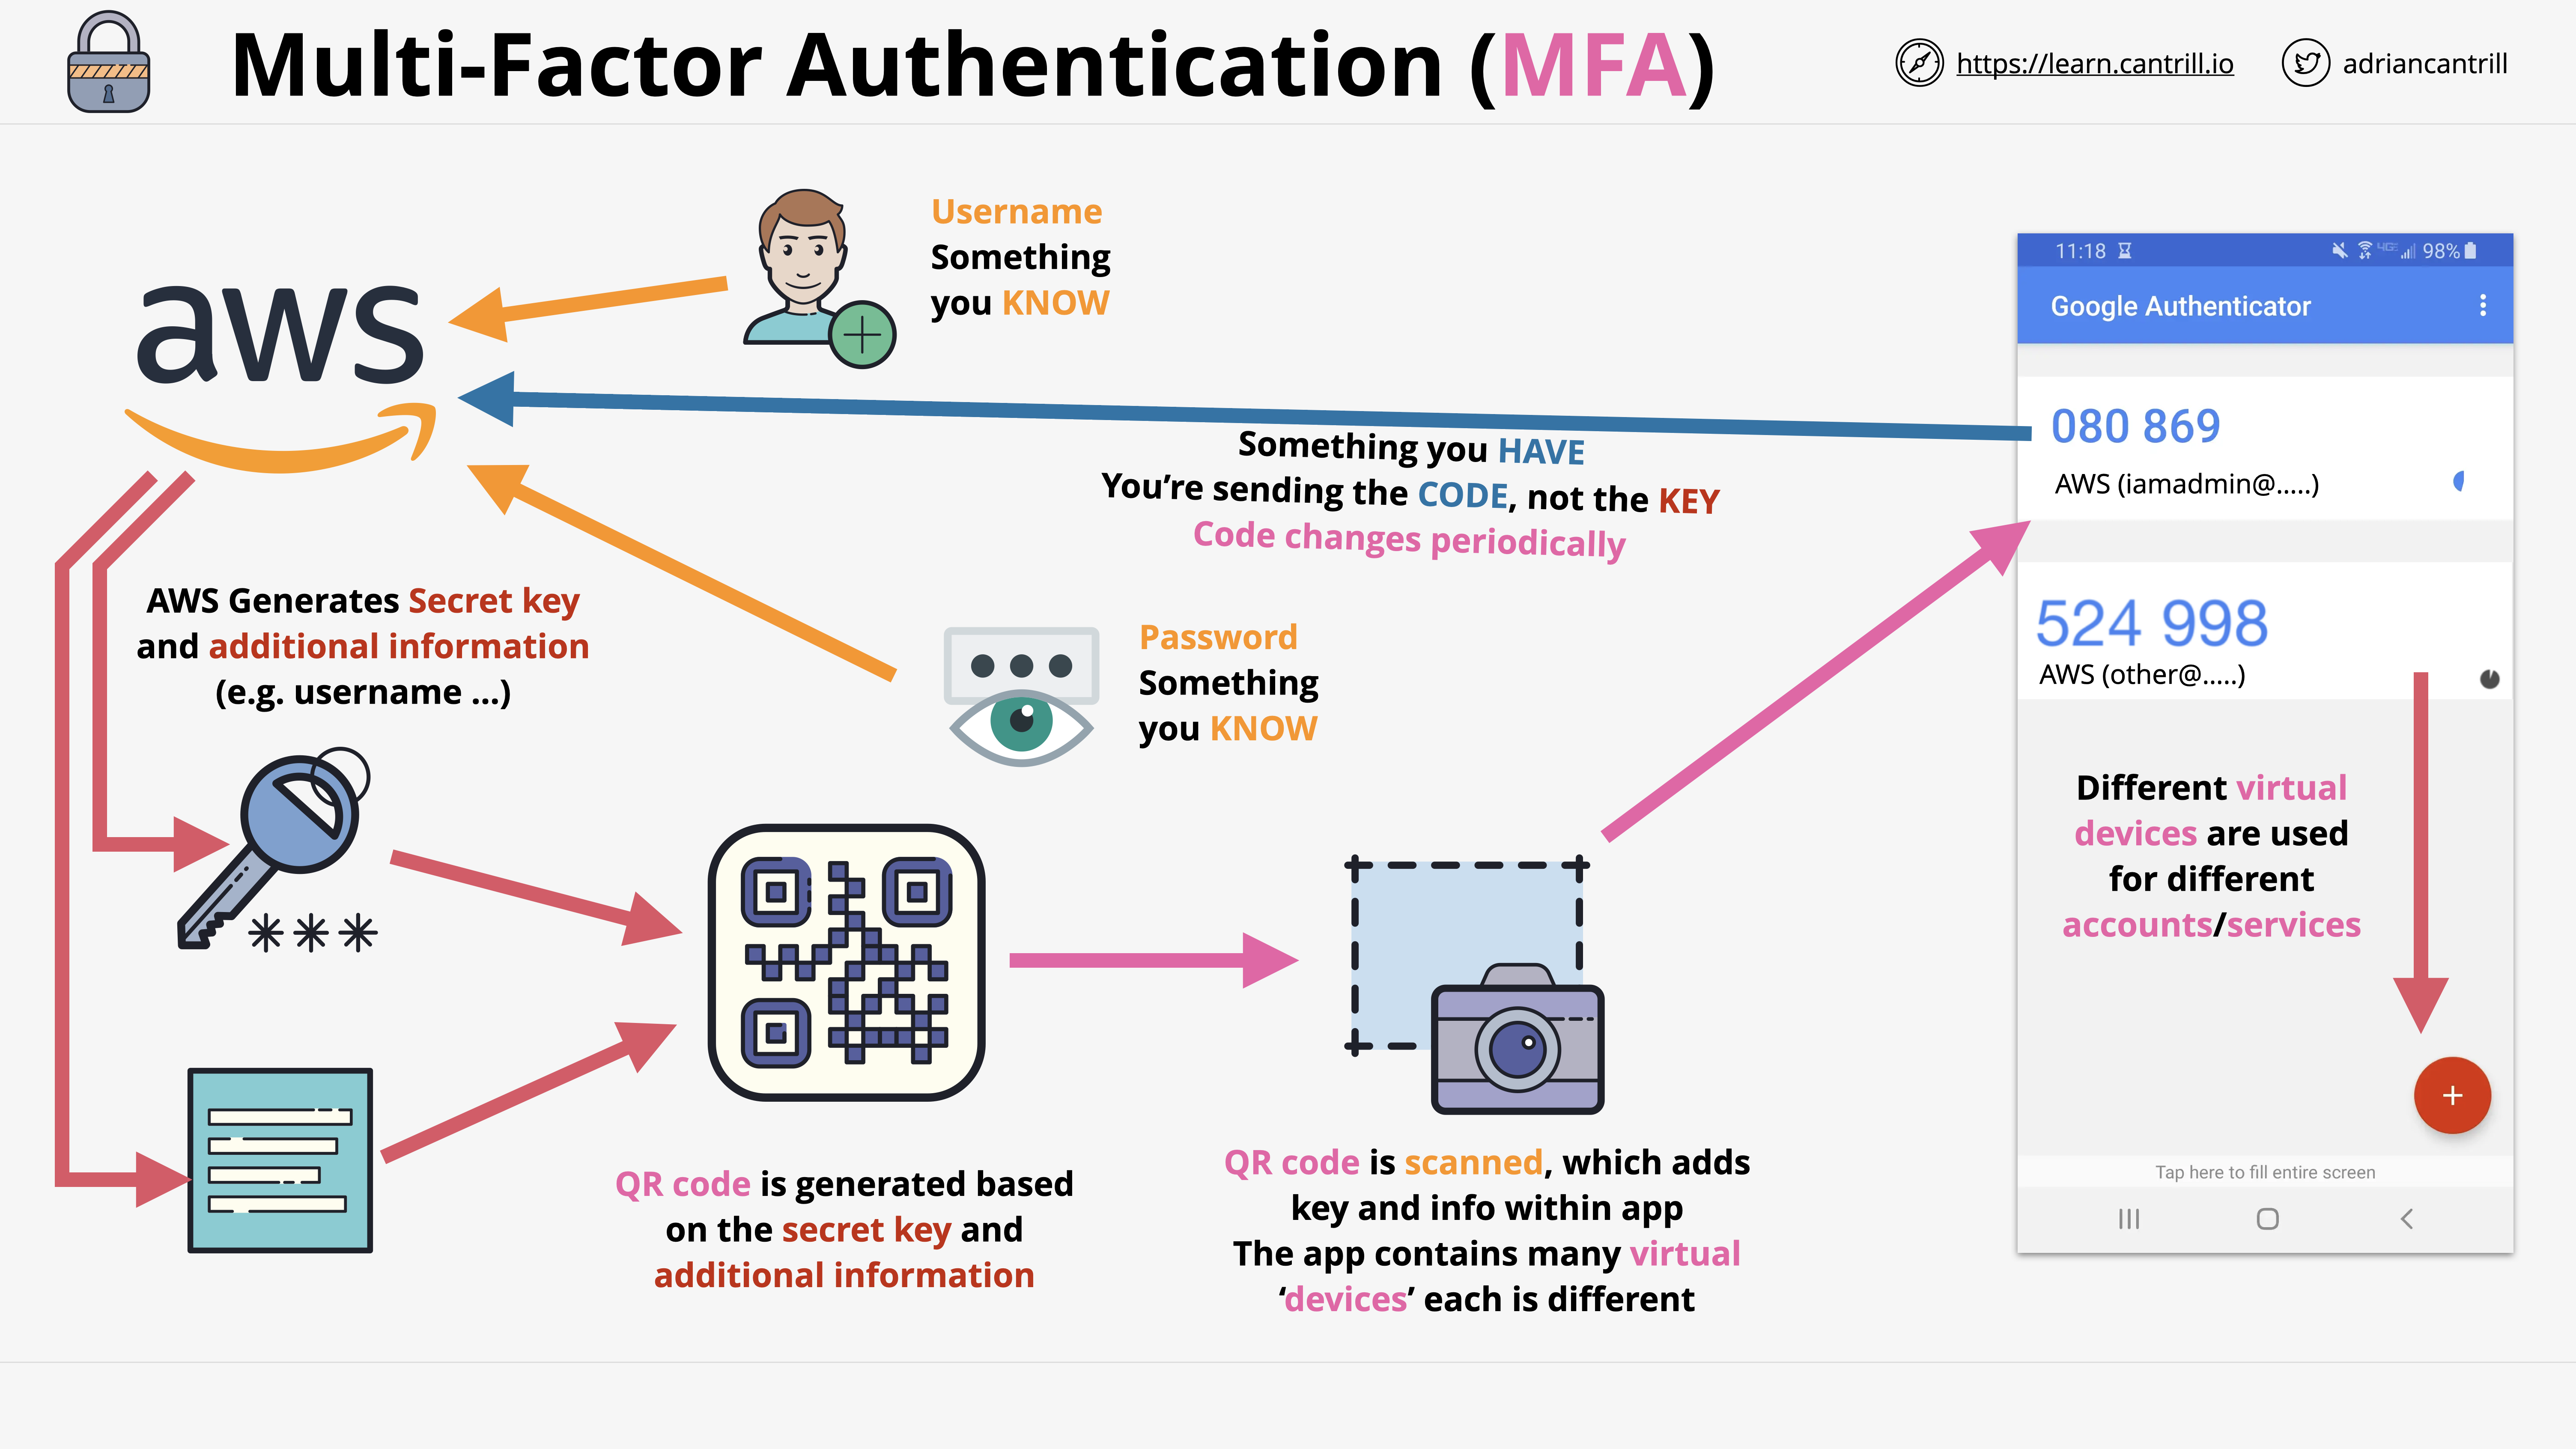 Multi-Factor Authentication (MFA)
https://learn.cantrill.io
adriancantrill
aws
Username
Something
you KNOW
Something you HAVE
You’re sending the CODE, not the KEY
Code changes periodically
AWS Generates Secret key
and additional information
(e.g. username ...)
Password
Something
you KNOW
QR code is generated based
on the secret key and
additional information
QR code is scanned, which adds
key and info within app
The app contains many virtual
‘devices’ each is different
11:18
4GE 98%
Google Authenticator
080 869
AWS (iamadmin@.....)
524 998
AWS (other@.....)
Different virtual
devices are used
for different
accounts/services
+
Tap here to fill entire screen